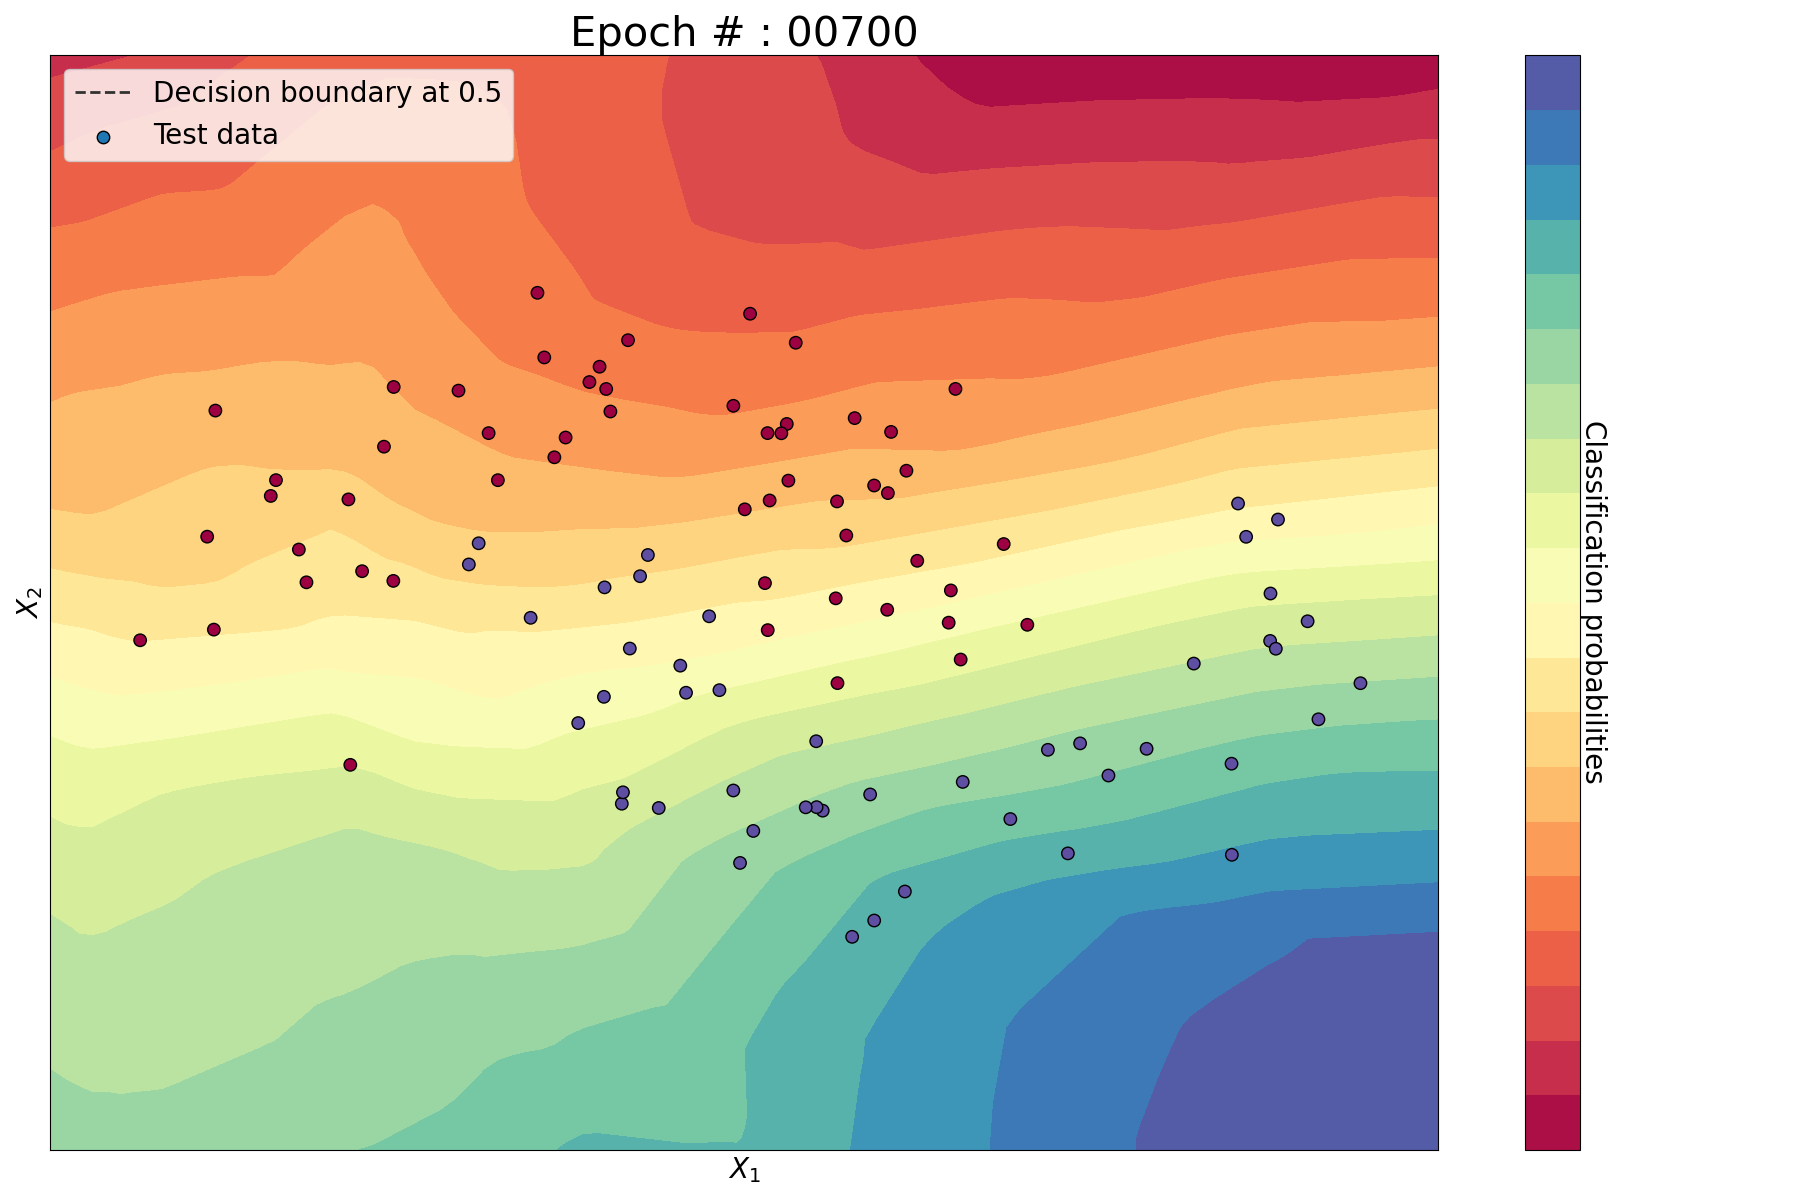 Epoch # : 00700
Decision boundary at 0.5
Test data
X₂
X₁
Classification probabilities